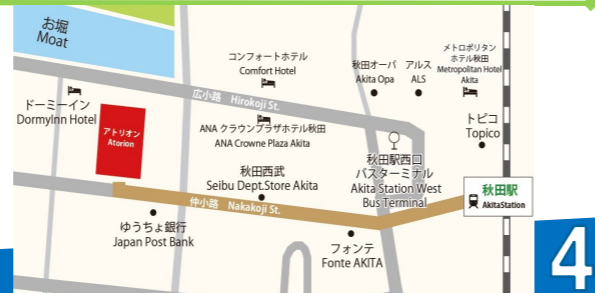 お堀
Moat
コンフォートホテル
Comfort Hotel
秋田オーパ
Akita Opa
アルス
ALS
メトロポリタン
ホテル秋田
Metropolitan Hotel
Akita
ドーミーイン
DormyInn Hotel
アトリオン
Atorion
広小路 Hirokoji St.
ANA クラウンプラザホテル秋田
ANA Crowne Plaza Akita
トピコ
Topico
秋田西武
Seibu Dept.Store Akita
秋田駅西口
バスターミナル
Akita Station West
Bus Terminal
秋田駅
AkitaStation
仲小路 Nakakoji St.
ゆうちょ銀行
Japan Post Bank
フォンテ
Fonte AKITA
4